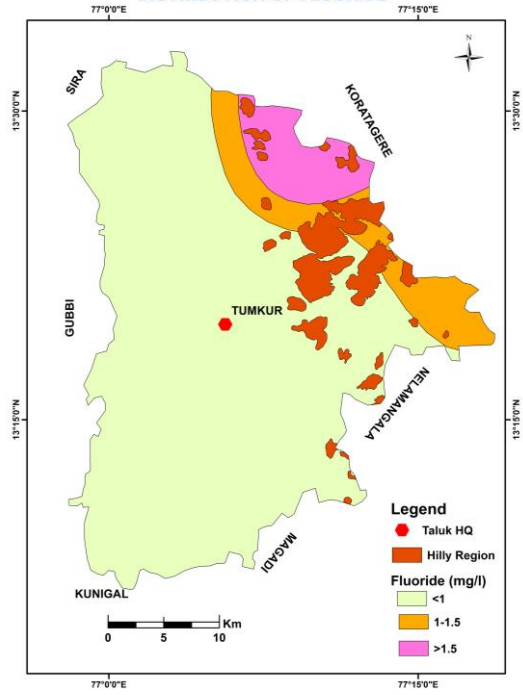 77°0'0"E
77°15'0"E
N
SIRA
KORATAGERE
13°30'0"N
13°30'0"N
GUBBI
TUMKUR
NELAMANGALA
13°15'0"N
13°15'0"N
MAGADI
KUNIGAL
Legend
Taluk HQ
Hilly Region
Fluoride (mg/l)
<1
1-1.5
>1.5
Km
0 5 10
77°0'0"E
77°15'0"E